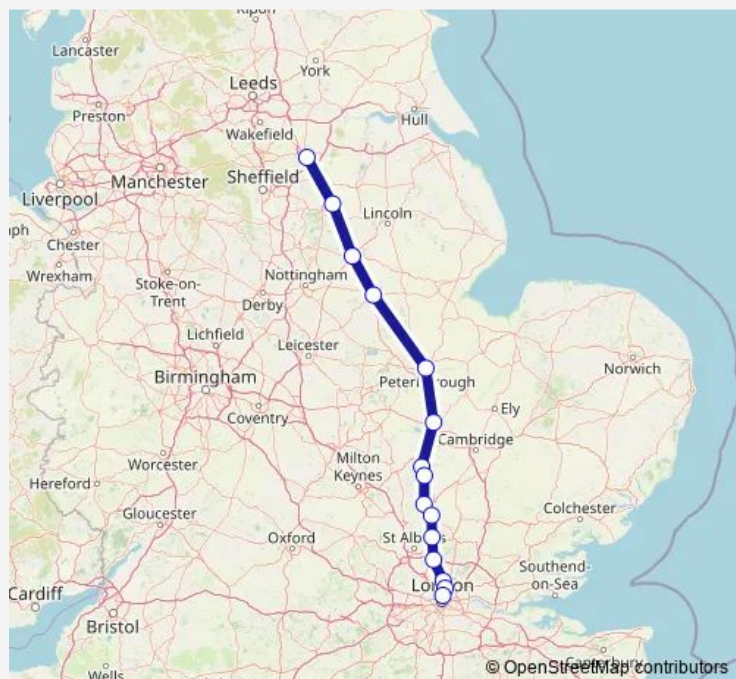 Ripon
Lancaster
York
Leeds
Preston
Hull
Wakefield
Manchester
Sheffield
Liverpool
Lincoln
Chester
Wrexham
Stoke-on-
Trent
Nottingham
Derby
Lichfield
Leicester
Norwich
Birmingham
Peterborough
Ely
Coventry
Cambridge
Worcester
Milton
Keynes
Hereford
Colchester
Gloucester
Oxford
St Albans
Southend-
on-Sea
London
Cardiff
Bristol
Canterbury
Wells
© OpenStreetMap contributors